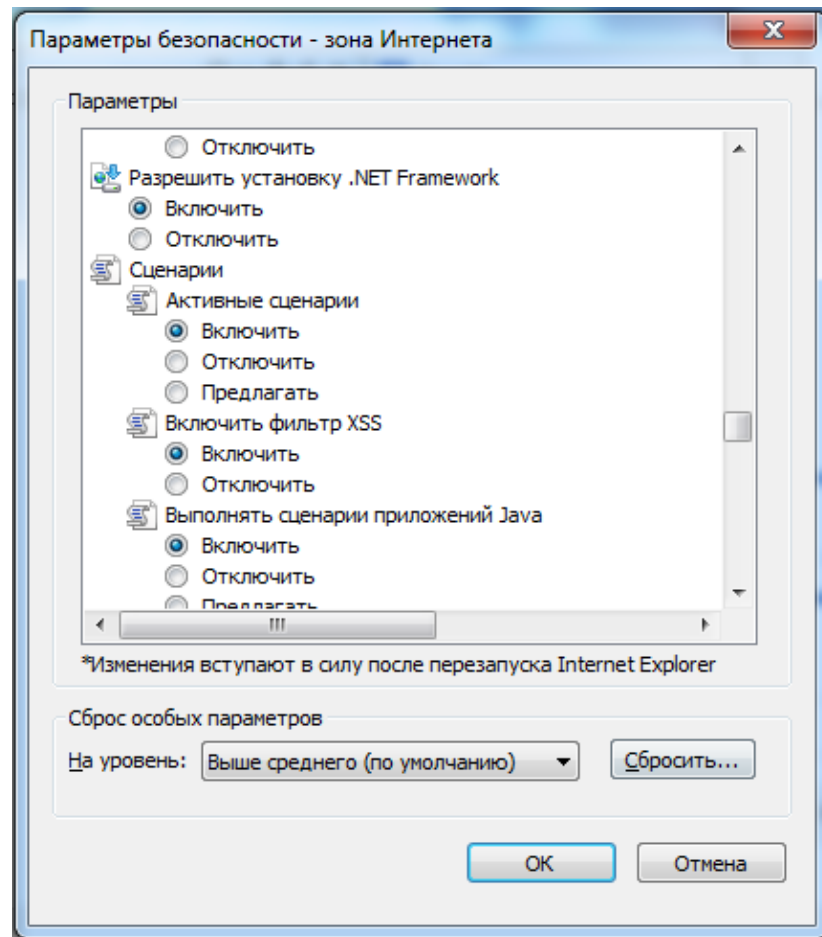 Параметры безопасности - зона Интернета
Параметры
Отключить
Разрешить установку .NET Framework
Включить
Отключить
Сценарии
Активные сценарии
Включить
Отключить
Предлагать
Включить фильтр XSS
Включить
Отключить
Выполнять сценарии приложений Java
Включить
Отключить
Предлагать
*Изменения вступают в силу после перезапуска Internet Explorer
Сброс особых параметров
На уровень: Выше среднего (по умолчанию) Сбросить...
ОК Отмена